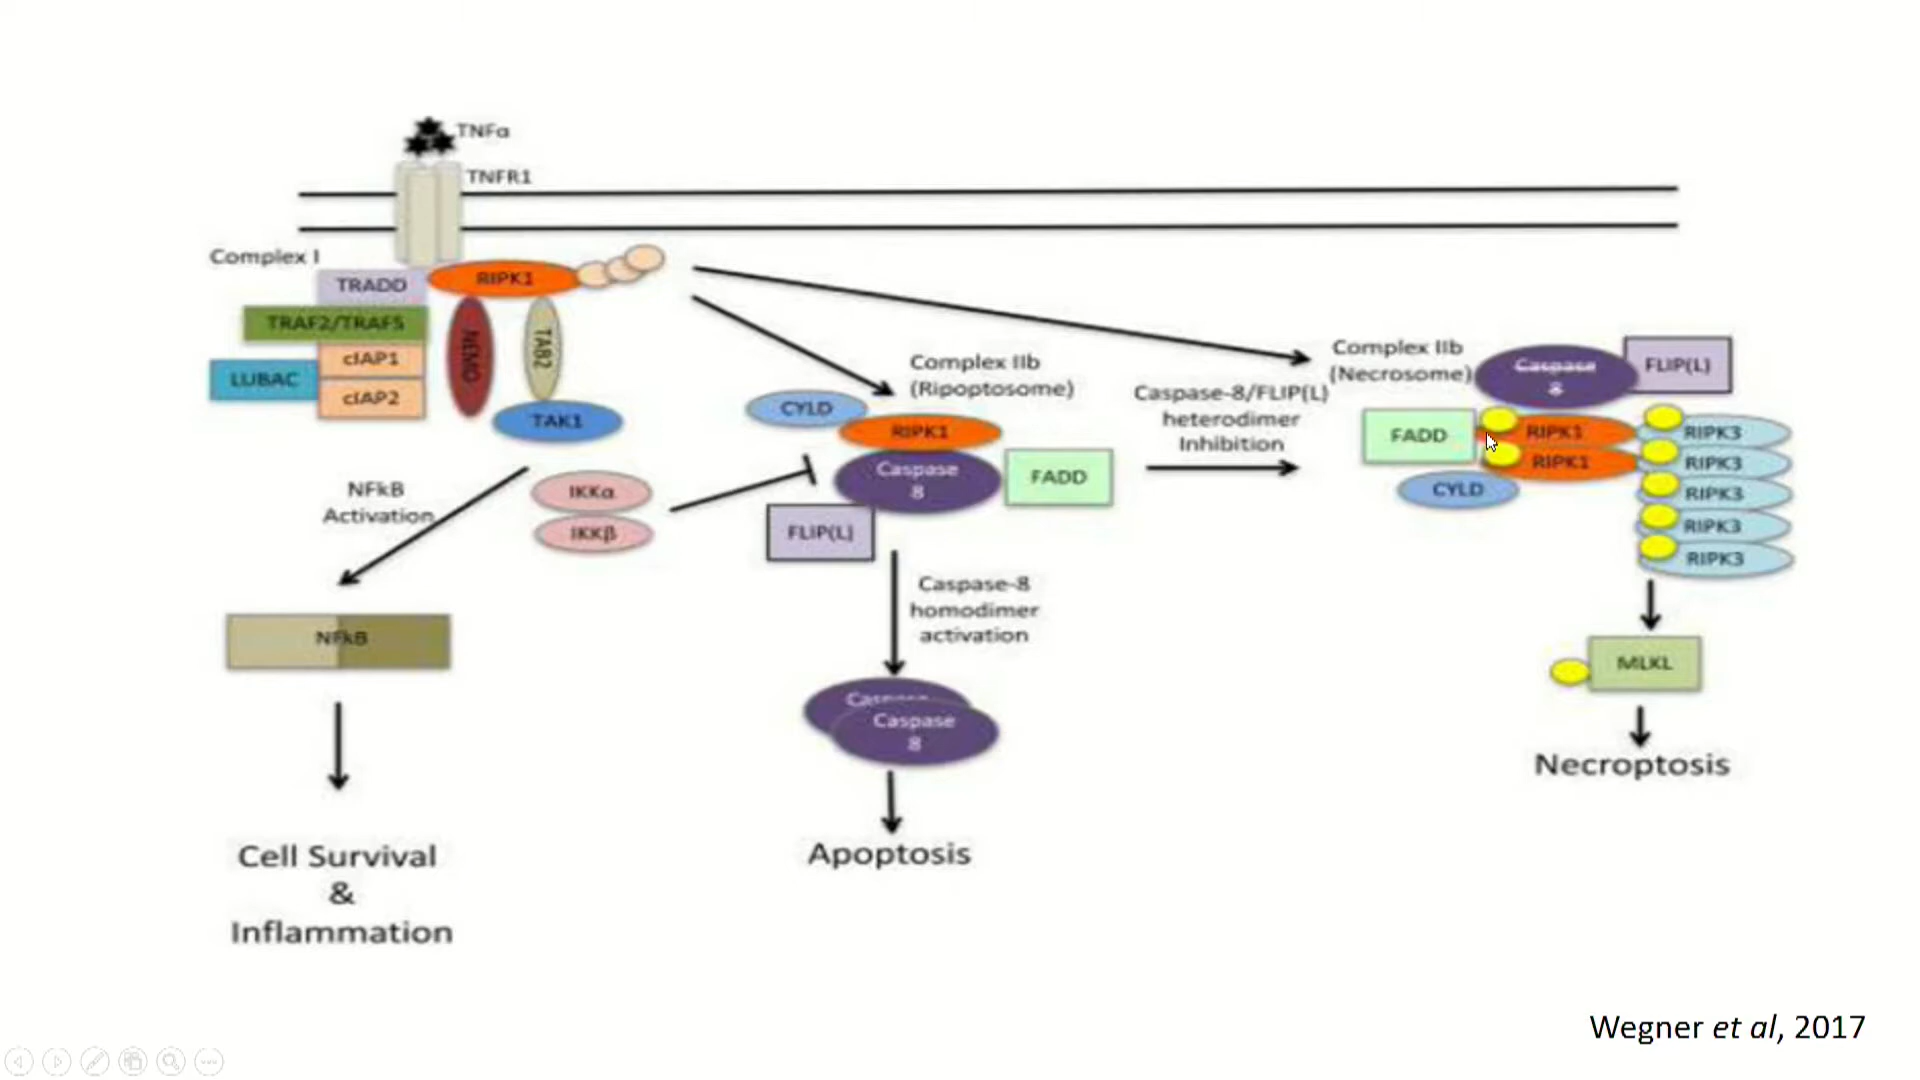 TNFα
TNFR1
Complex I
TRADD
RIPK1
TRAF2/TRAF5
cIAP1
LUBAC
cIAP2
NEMO
TAB2
TAK1
NFkB
Activation
IKKα
IKKβ
NFkB
Cell Survival
&
Inflammation
Complex IIb
(Ripoptosome)
CYLD
RIPK1
Caspase
8
FADD
FLIP(L)
Caspase-8
homodimer
activation
Caspase
Caspase
8
Apoptosis
Caspase-8/FLIP(L)
heterodimer
Inhibition
Complex IIb
(Necrosome)
Caspase
8
FLIP(L)
FADD
RIPK1
RIPK1
CYLD
RIPK3
RIPK3
RIPK3
RIPK3
RIPK3
MLKL
Necroptosis
Wegner et al, 2017